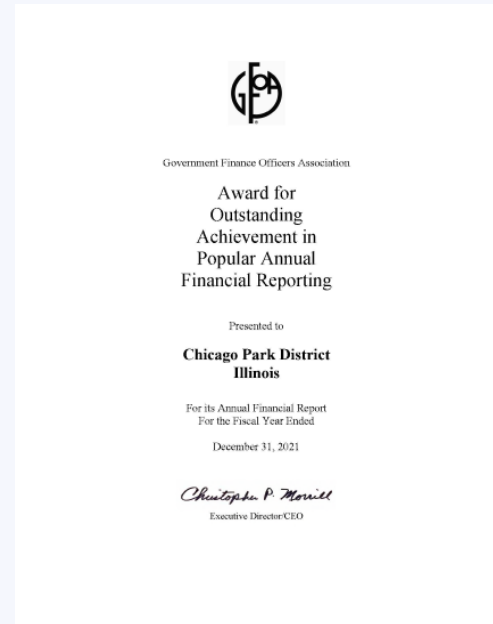 GFOA
Government Finance Officers Association
Award for
Outstanding
Achievement in
Popular Annual
Financial Reporting
Presented to
Chicago Park District
Illinois
For its Annual Financial Report
For the Fiscal Year Ended
December 31, 2021
Christopher P. Morrill
Executive Director/CEO